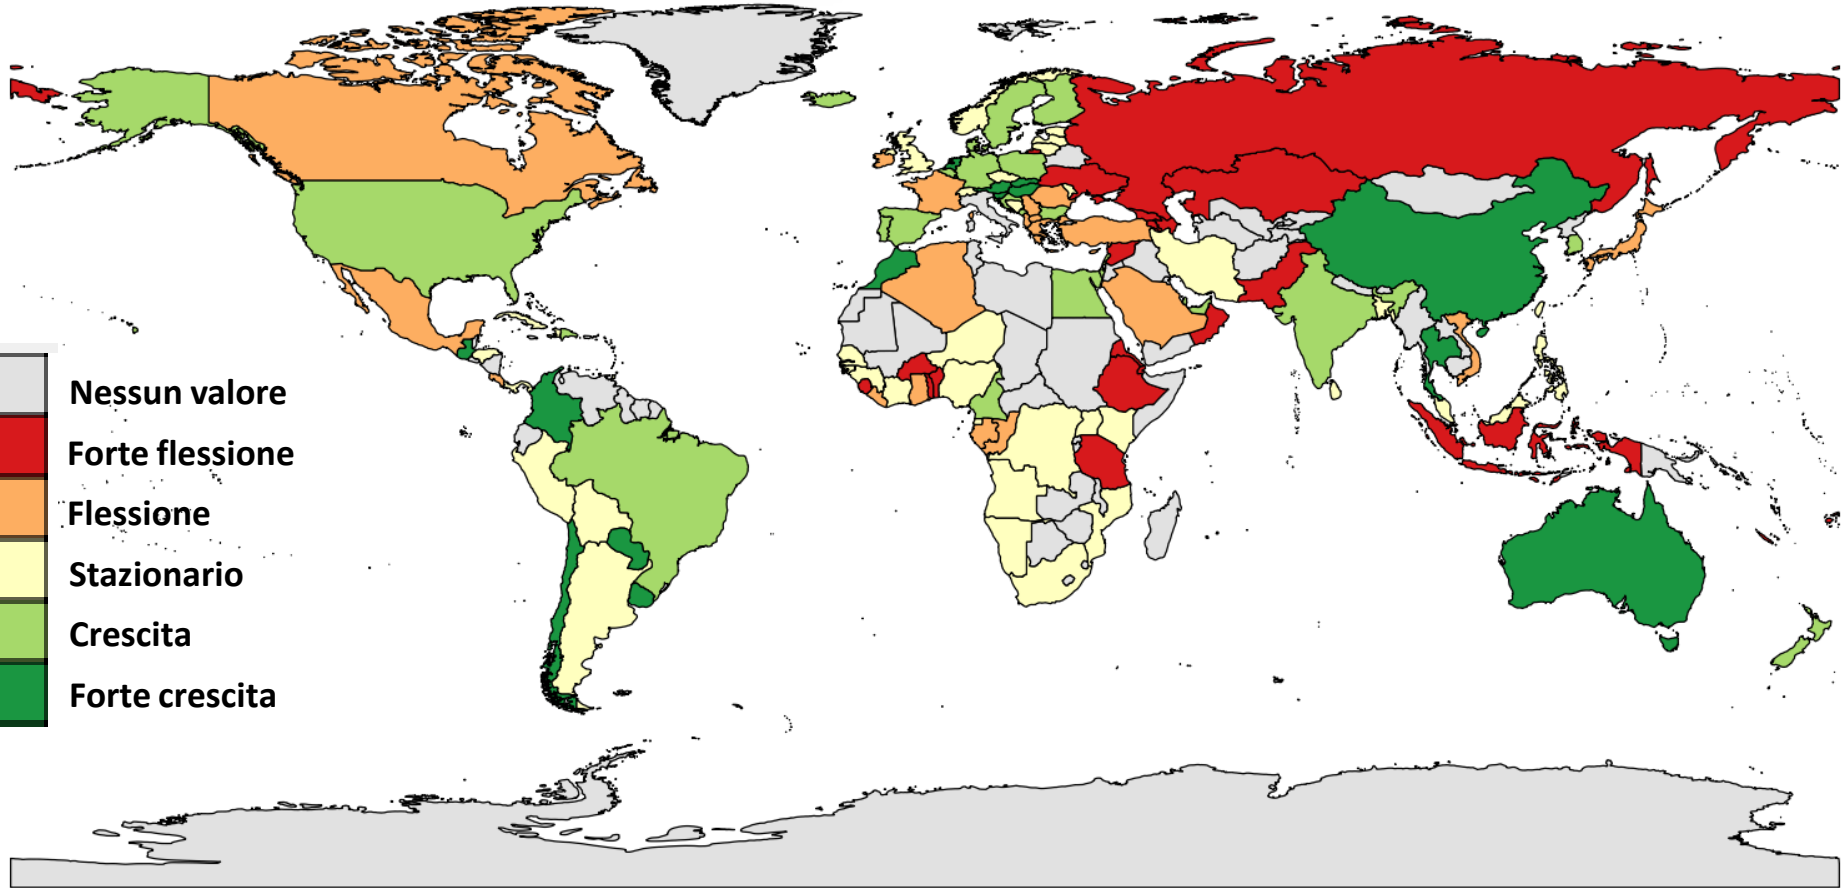 Nessun valore
Forte flessione
Flessione
Stazionario
Crescita
Forte crescita